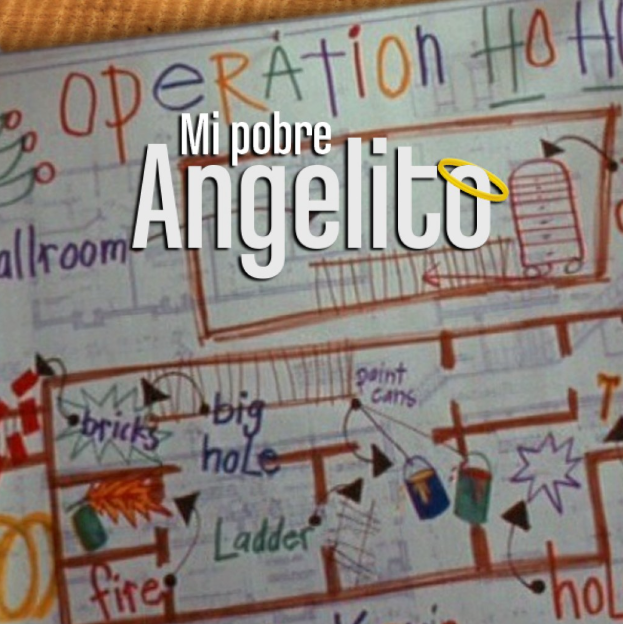 OPERATION HO H
Mi pobre
Angelito
allroom
paint
cans
bricks
big
hole
Ladder
fire
hol